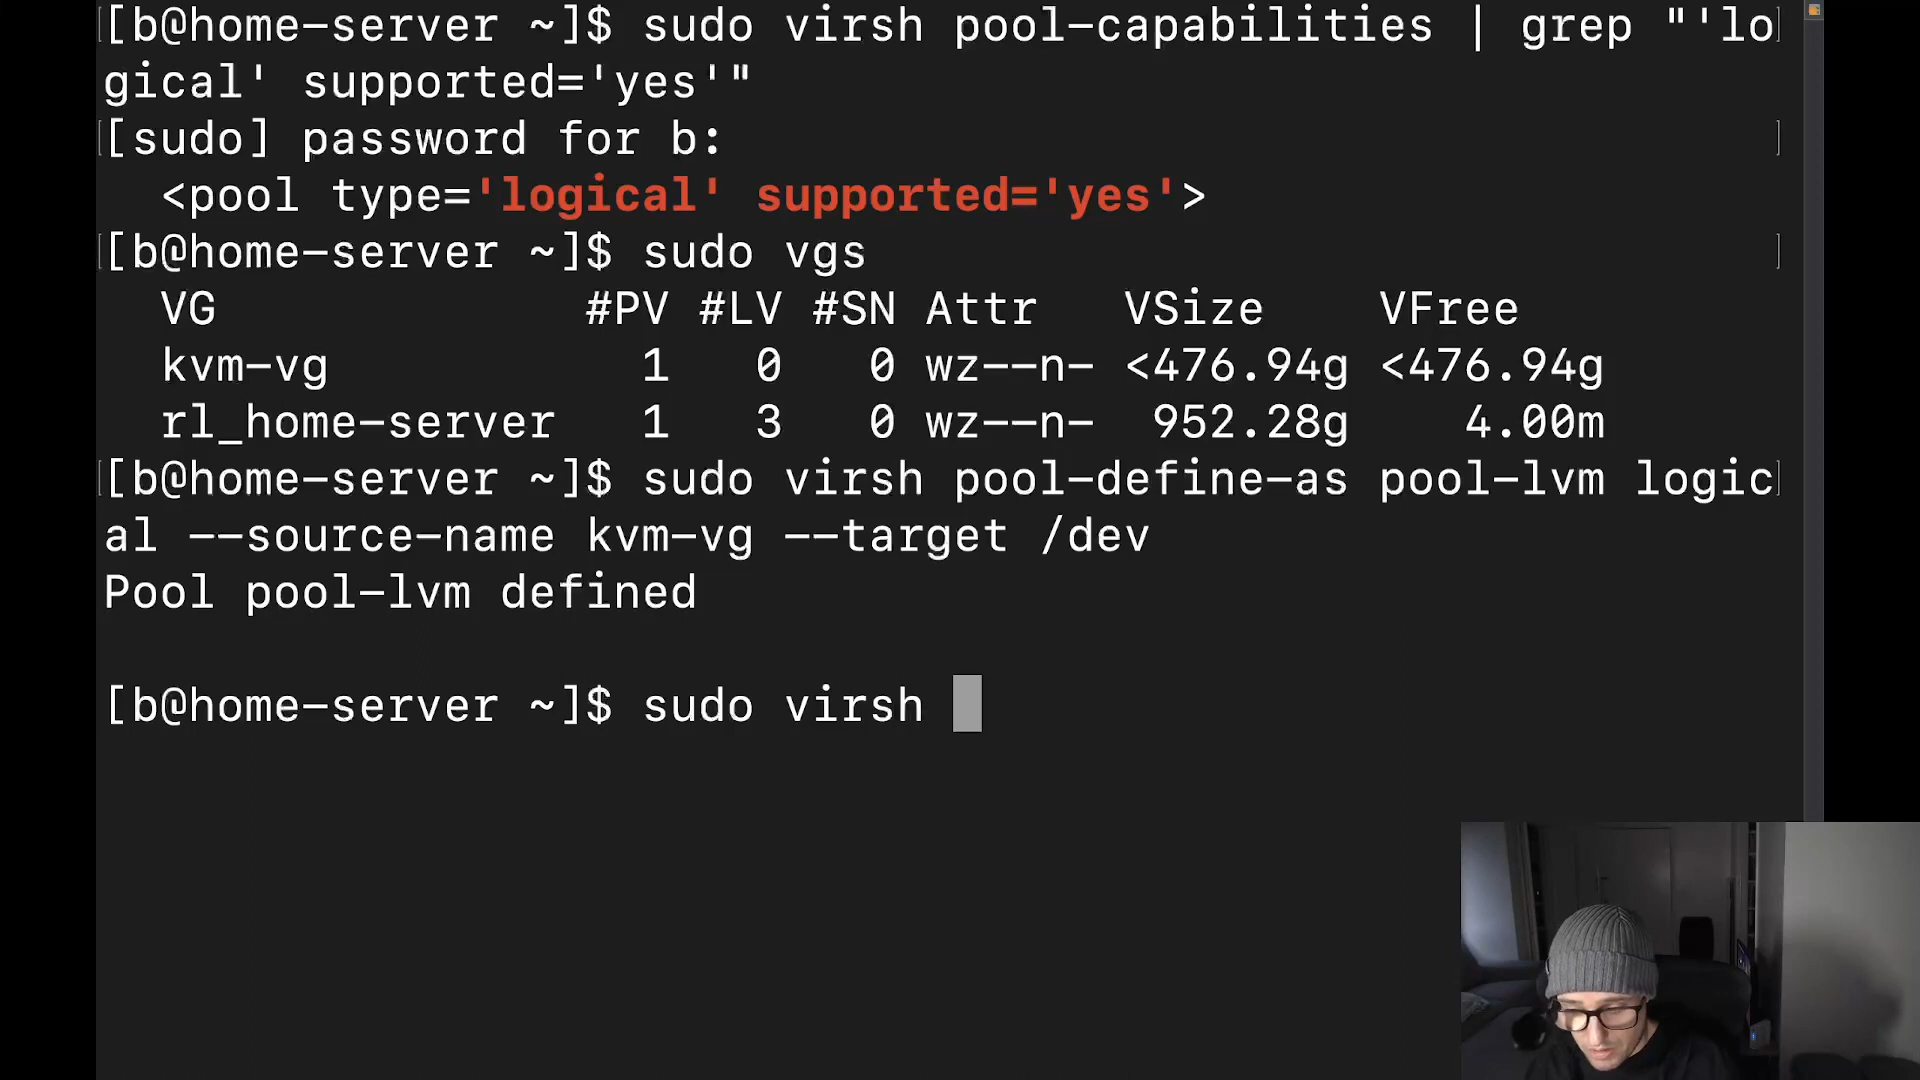 [b@home-server ~]$ sudo virsh pool-capabilities | grep "'lo
gical' supported='yes'"
[sudo] password for b:
<pool type='logical' supported='yes'>
[b@home-server ~]$ sudo vgs
VG #PV #LV #SN Attr VSize VFree
kvm-vg 1 0 0 wz--n- <476.94g <476.94g
rl_home-server 1 3 0 wz--n- 952.28g 4.00m
[b@home-server ~]$ sudo virsh pool-define-as pool-lvm logic
al --source-name kvm-vg --target /dev
Pool pool-lvm defined
[b@home-server ~]$ sudo virsh